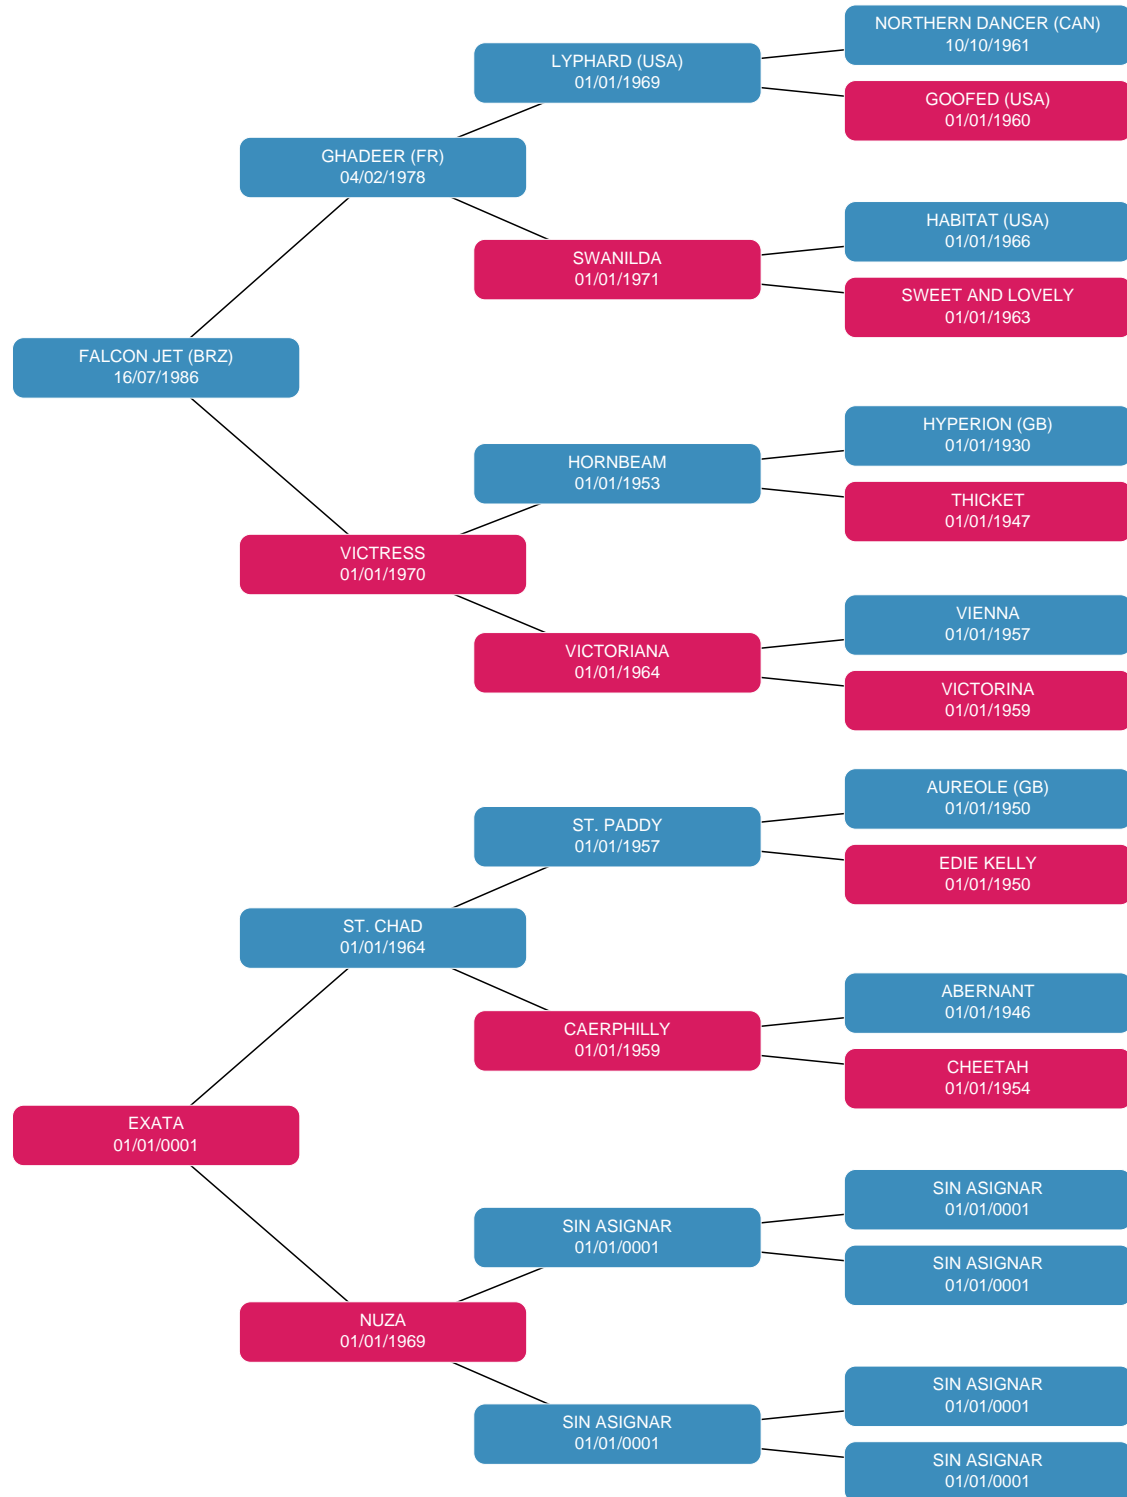 NORTHERN DANCER (CAN)
10/10/1961
LYPHARD (USA)
01/01/1969
GOOFED (USA)
01/01/1960
GHADEER (FR)
04/02/1978
HABITAT (USA)
01/01/1966
SWANILDA
01/01/1971
SWEET AND LOVELY
01/01/1963
FALCON JET (BRZ)
16/07/1986
HYPERION (GB)
01/01/1930
HORNBEAM
01/01/1953
THICKET
01/01/1947
VICTRESS
01/01/1970
VIENNA
01/01/1957
VICTORIANA
01/01/1964
VICTORINA
01/01/1959
AUREOLE (GB)
01/01/1950
ST. PADDY
01/01/1957
EDIE KELLY
01/01/1950
ST. CHAD
01/01/1964
ABERNANT
01/01/1946
CAERPHILLY
01/01/1959
CHEETAH
01/01/1954
EXATA
01/01/0001
SIN ASIGNAR
01/01/0001
SIN ASIGNAR
01/01/0001
SIN ASIGNAR
01/01/0001
NUZA
01/01/1969
SIN ASIGNAR
01/01/0001
SIN ASIGNAR
01/01/0001
SIN ASIGNAR
01/01/0001